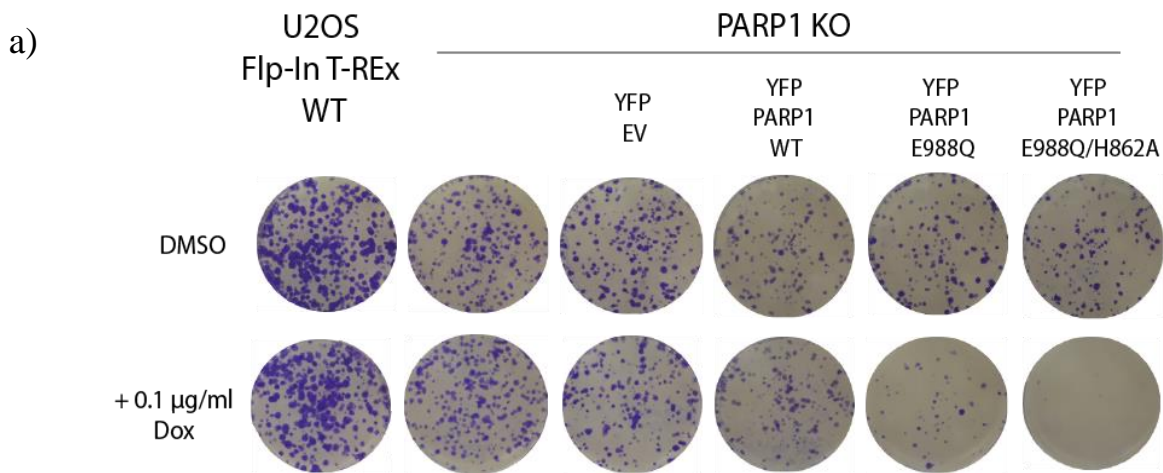 a)
U2OS
Flp-In T-REx
WT
PARP1 KO
YFP
EV
YFP
PARP1
WT
YFP
PARP1
E988Q
YFP
PARP1
E988Q/H862A
DMSO
+ 0.1 µg/ml
Dox